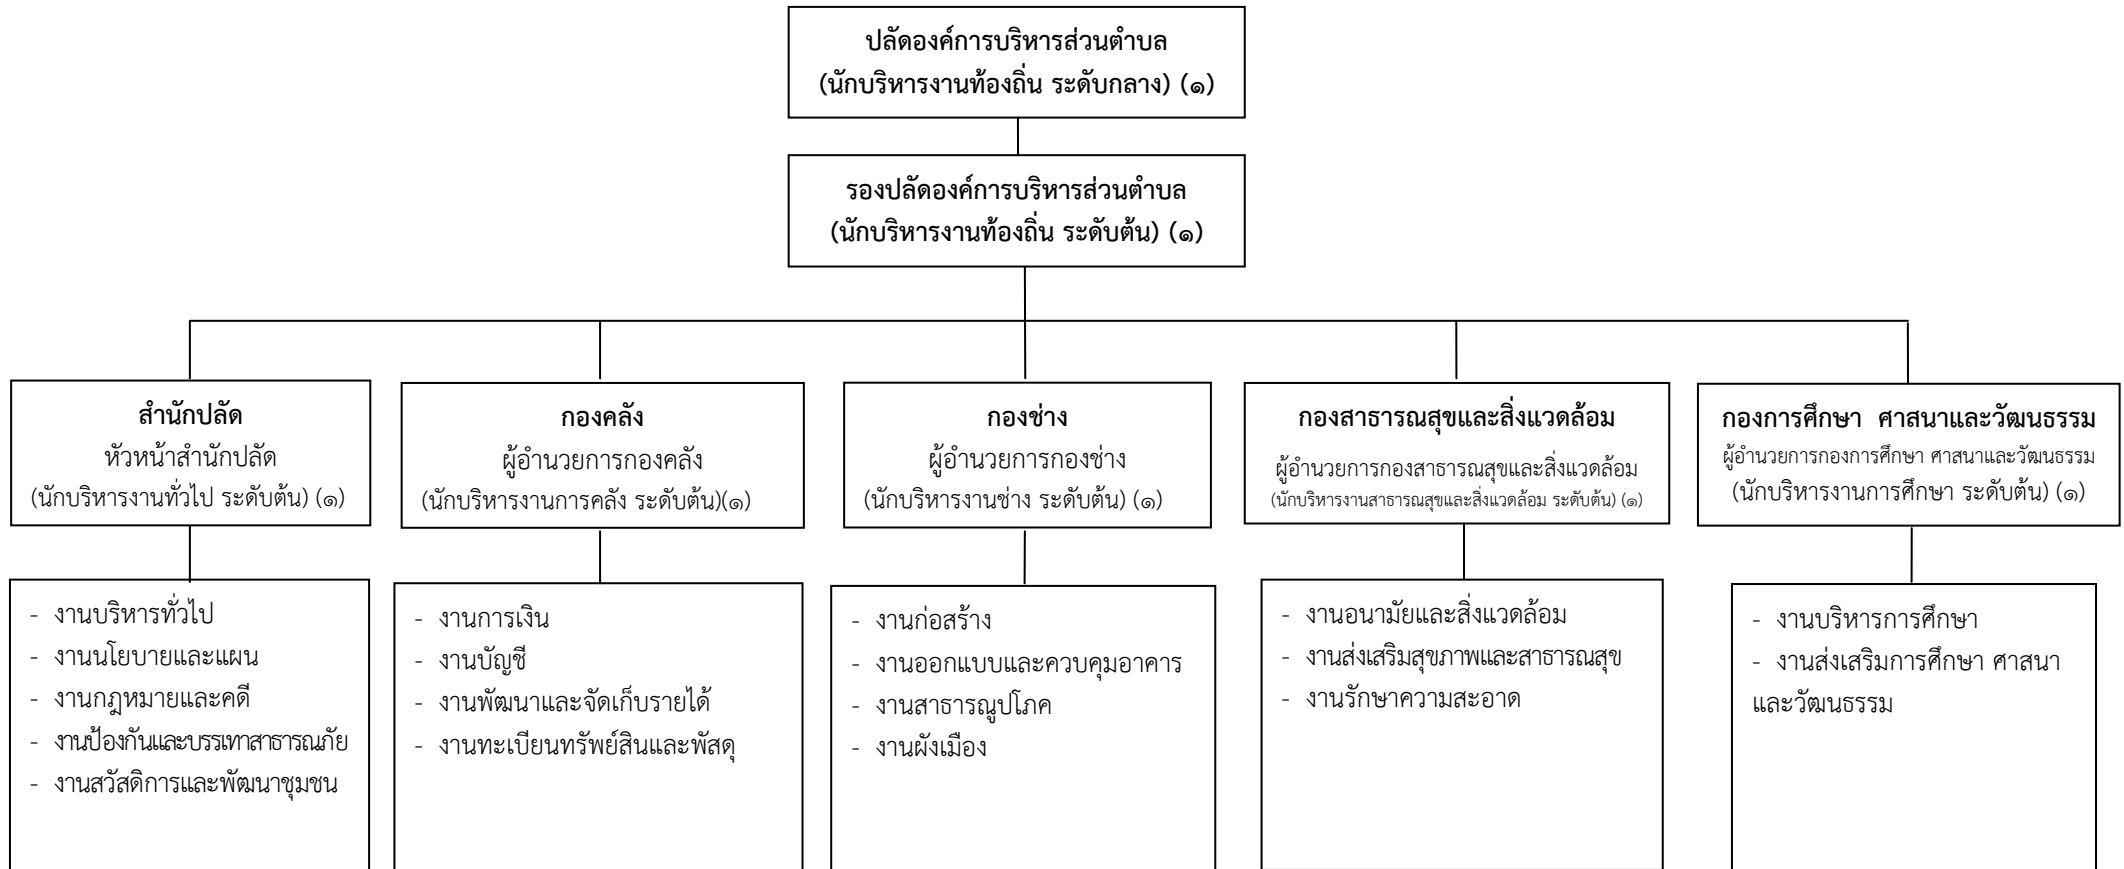 ปลัดองค์การบริหารส่วนตำบล
(นักบริหารงานท้องถิ่น ระดับกลาง) (๑)
รองปลัดองค์การบริหารส่วนตำบล
(นักบริหารงานท้องถิ่น ระดับต้น) (๑)
สำนักปลัด
หัวหน้าสำนักปลัด
(นักบริหารงานทั่วไป ระดับต้น) (๑)
กองคลัง
ผู้อำนวยการกองคลัง
(นักบริหารงานการคลัง ระดับต้น)(๑)
กองช่าง
ผู้อำนวยการกองช่าง
(นักบริหารงานช่าง ระดับต้น) (๑)
กองสาธารณสุขและสิ่งแวดล้อม
ผู้อำนวยการกองสาธารณสุขและสิ่งแวดล้อม
(นักบริหารงานสาธารณสุขและสิ่งแวดล้อม ระดับต้น) (๑)
กองการศึกษา ศาสนาและวัฒนธรรม
ผู้อำนวยการกองการศึกษา ศาสนาและวัฒนธรรม
(นักบริหารงานการศึกษา ระดับต้น) (๑)
- งานบริหารทั่วไป
- งานนโยบายและแผน
- งานกฎหมายและคดี
- งานป้องกันและบรรเทาสาธารณภัย
- งานสวัสดิการและพัฒนาชุมชน
- งานการเงิน
- งานบัญชี
- งานพัฒนาและจัดเก็บรายได้
- งานทะเบียนทรัพย์สินและพัสดุ
- งานก่อสร้าง
- งานออกแบบและควบคุมอาคาร
- งานสาธารณูปโภค
- งานผังเมือง
- งานอนามัยและสิ่งแวดล้อม
- งานส่งเสริมสุขภาพและสาธารณสุข
- งานรักษาความสะอาด
- งานบริหารการศึกษา
- งานส่งเสริมการศึกษา ศาสนา
และวัฒนธรรม